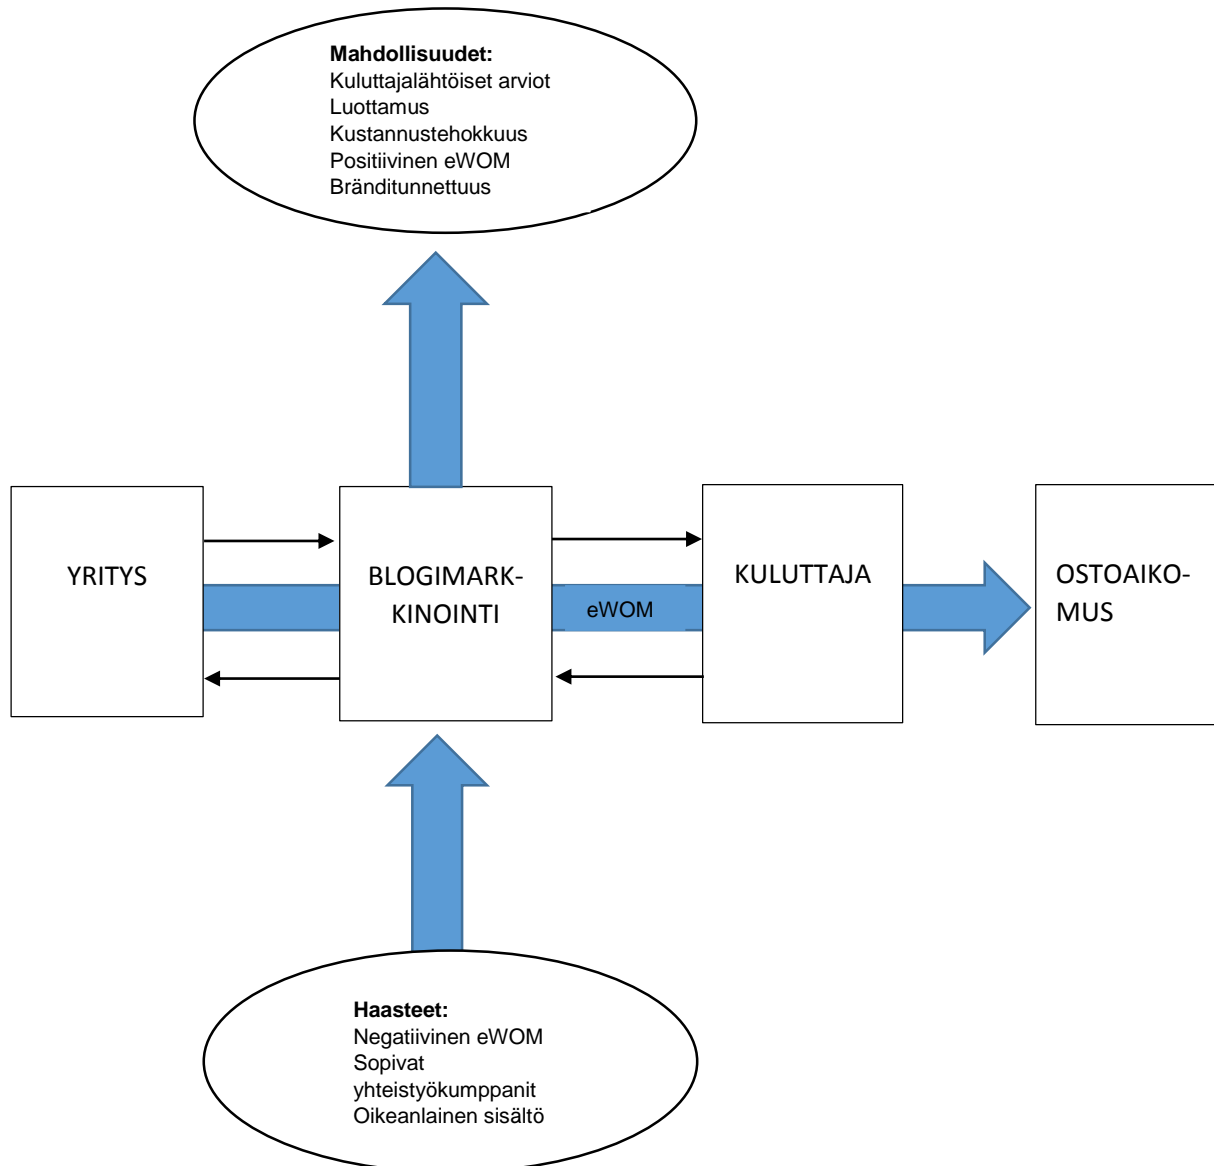 Mahdollisuudet:
Kuluttajalähtöiset arviot
Luottamus
Kustannustehokkuus
Positiivinen eWOM
Bränditunnettuus
YRITYS
BLOGIMARK-
KINOINTI
eWOM
KULUTTAJA
OSTOAIKO-
MUS
Haasteet:
Negatiivinen eWOM
Sopivat
yhteistyökumppanit
Oikeanlainen sisältö